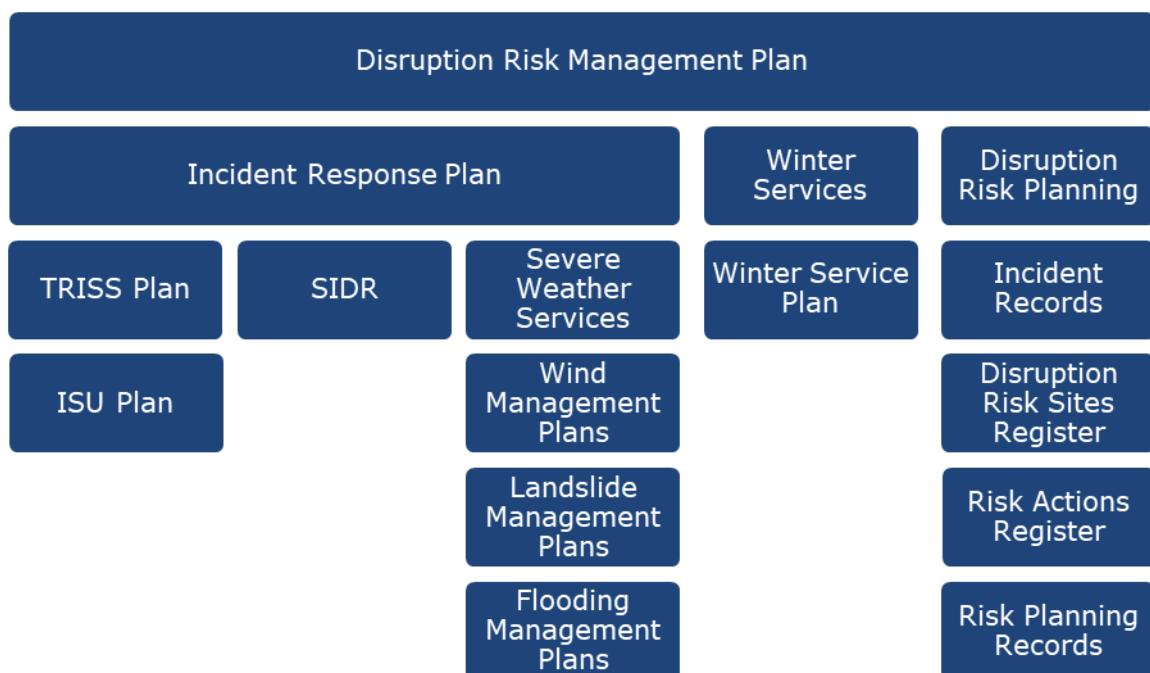 Disruption Risk Management Plan
Incident Response Plan
Winter
Services
Disruption
Risk Planning
TRISS Plan
SIDR
Severe
Weather
Services
Winter Service
Plan
Incident
Records
ISU Plan
Wind
Management
Plans
Disruption
Risk Sites
Register
Landslide
Management
Plans
Risk Actions
Register
Flooding
Management
Plans
Risk Planning
Records